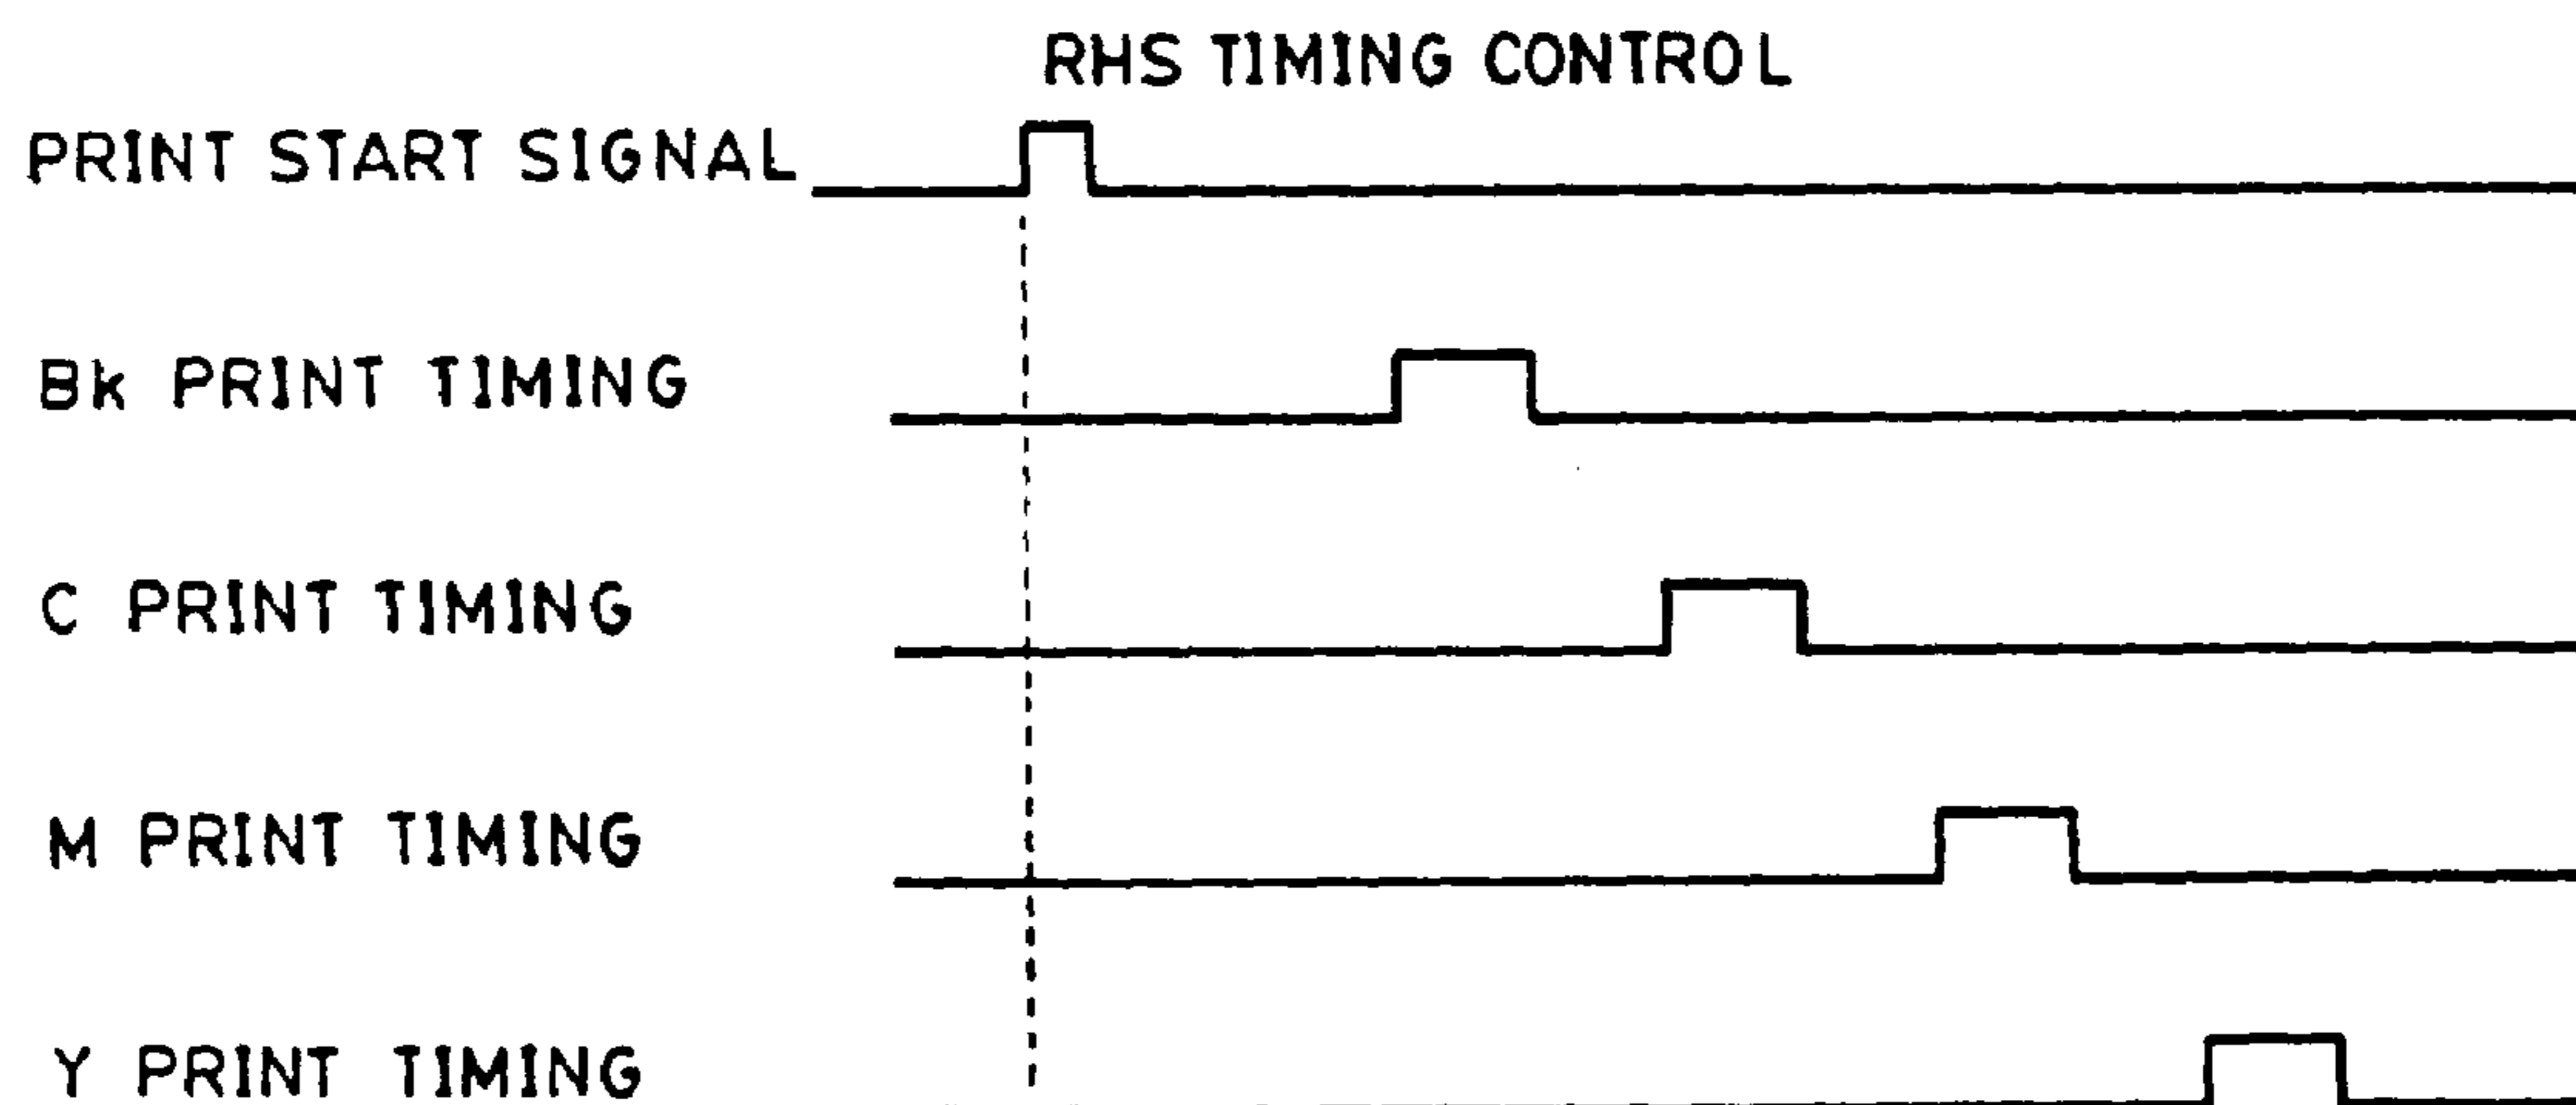 RHS TIMING CONTROL
PRINT START SIGNAL
Bk PRINT TIMING
C PRINT TIMING
M PRINT TIMING
Y PRINT TIMING